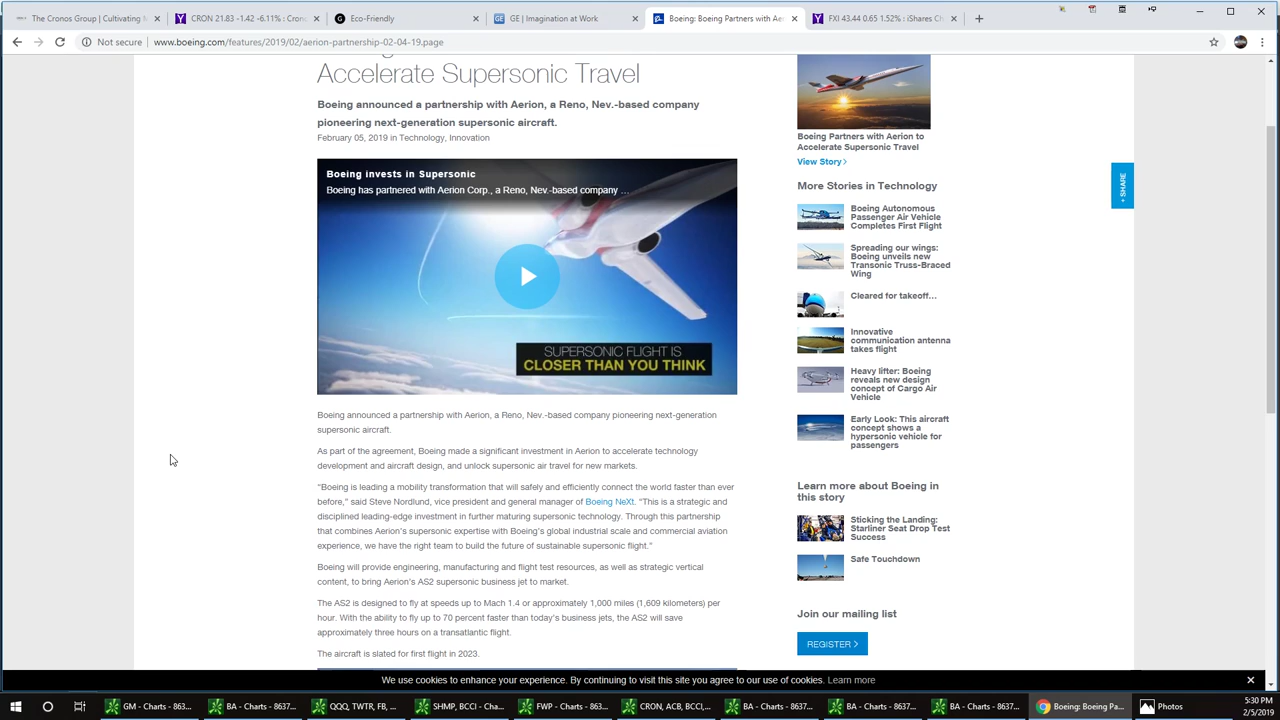 The Cronos Group | Cultivating M
CRON 21.83 -1.42 -6.11% : Crono
Eco-Friendly
GE | Imagination at Work
Boeing: Boeing Partners with Aer
FXI 43.44 0.65 1.52% : iShares Ch
Not secure
www.boeing.com/features/2019/02/aerion-partnership-02-04-19.page
Accelerate Supersonic Travel
Boeing announced a partnership with Aerion, a Reno, Nev.-based company
pioneering next-generation supersonic aircraft.
February 05, 2019 in Technology, Innovation
Boeing invests in Supersonic
Boeing has partnered with Aerion Corp., a Reno, Nev.-based company ...
SUPERSONIC FLIGHT IS
CLOSER THAN YOU THINK
Boeing announced a partnership with Aerion, a Reno, Nev.-based company pioneering next-generation
supersonic aircraft.
As part of the agreement, Boeing made a significant investment in Aerion to accelerate technology
development and aircraft design, and unlock supersonic air travel for new markets.
“Boeing is leading a mobility transformation that will safely and efficiently connect the world faster than ever
before,” said Steve Nordlund, vice president and general manager of Boeing NeXt. “This is a strategic and
disciplined leading-edge investment in further maturing supersonic technology. Through this partnership
that combines Aerion's supersonic expertise with Boeing's global industrial scale and commercial aviation
experience, we have the right team to build the future of sustainable supersonic flight.”
Boeing will provide engineering, manufacturing and flight test resources, as well as strategic vertical
content, to bring Aerion's AS2 supersonic business jet to market.
The AS2 is designed to fly at speeds up to Mach 1.4 or approximately 1,000 miles (1,609 kilometers) per
hour. With the ability to fly up to 70 percent faster than today's business jets, the AS2 will save
approximately three hours on a transatlantic flight.
The aircraft is slated for first flight in 2023.
Boeing Partners with Aerion to
Accelerate Supersonic Travel
View Story
More Stories in Technology
Boeing Autonomous
Passenger Air Vehicle
Completes First Flight
Spreading our wings:
Boeing unveils new
Transonic Truss-Braced
Wing
Cleared for takeoff…
Innovative
communication antenna
takes flight
Heavy lifter: Boeing
reveals new design
concept of Cargo Air
Vehicle
Early Look: This aircraft
concept shows a
hypersonic vehicle for
passengers
Learn more about Boeing in
this story
Sticking the Landing:
Starliner Seat Drop Test
Success
Safe Touchdown
Join our mailing list
REGISTER
+ SHARE
We use cookies to enhance your experience. By continuing to visit this site you agree to our use of cookies. Learn more
GM - Charts - 863...
BA - Charts - 8637...
QQQ, TWTR, FB, ...
SHMP, BCCI - Cha...
FWP - Charts - 86...
CRON, ACB, BCCI,...
BA - Charts - 8637...
BA - Charts - 8637...
BA - Charts - 8637...
Boeing: Boeing Pa...
Photos
5:30 PM
2/5/2019